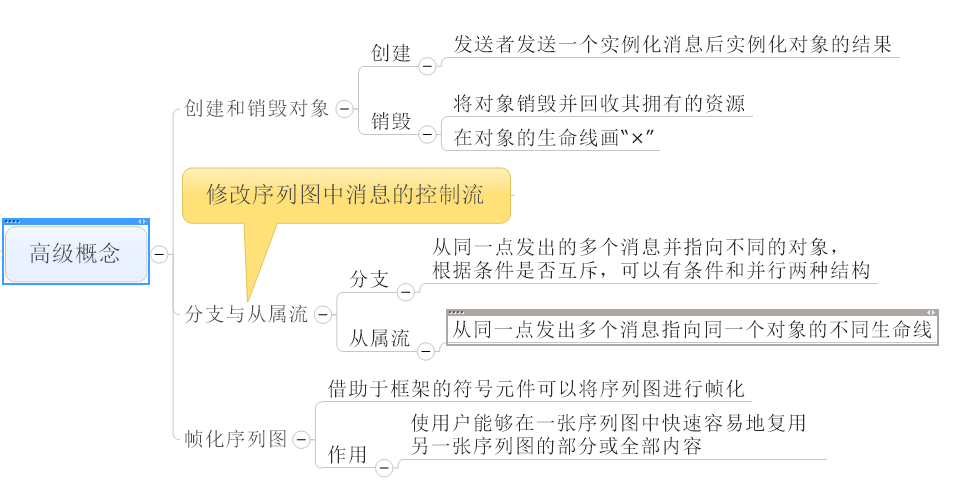 高级概念
创建和销毁对象
创建
发送者发送一个实例化消息后实例化对象的结果
销毁
将对象销毁并回收其拥有的资源
在对象的生命线画“×”
修改序列图中消息的控制流
分支与从属流
分支
从同一点发出的多个消息并指向不同的对象，
根据条件是否互斥，可以有条件和并行两种结构
从属流
从同一点发出多个消息指向同一个对象的不同生命线
帧化序列图
借助于框架的符号元件可以将序列图进行帧化
作用
使用户能够在一张序列图中快速容易地复用
另一张序列图的部分或全部内容